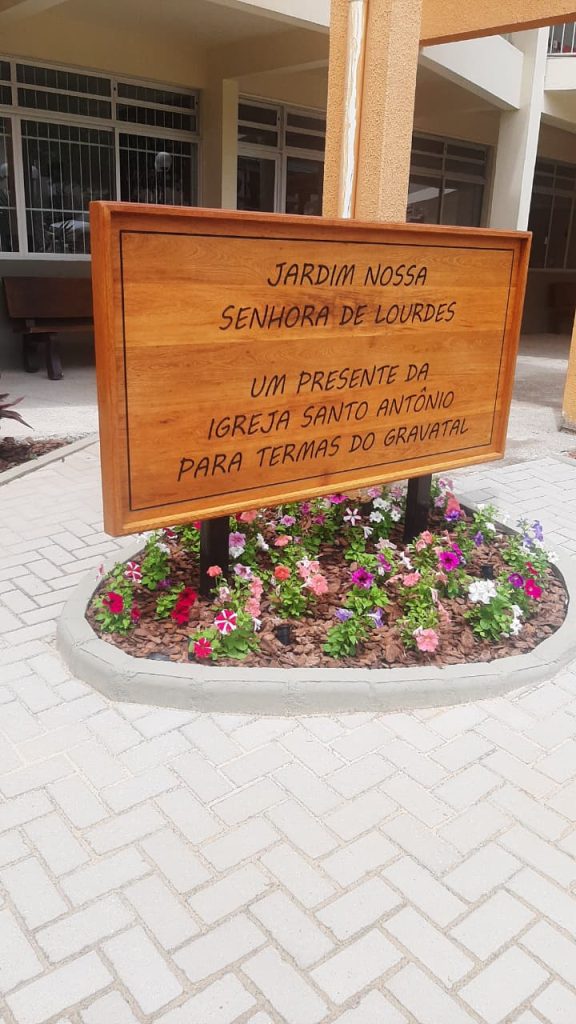 JARDIM NOSSA
SENHORA DE LOURDES
UM PRESENTE DA
IGREJA SANTO ANTÔNIO
PARA TERMAS DO GRAVATAL